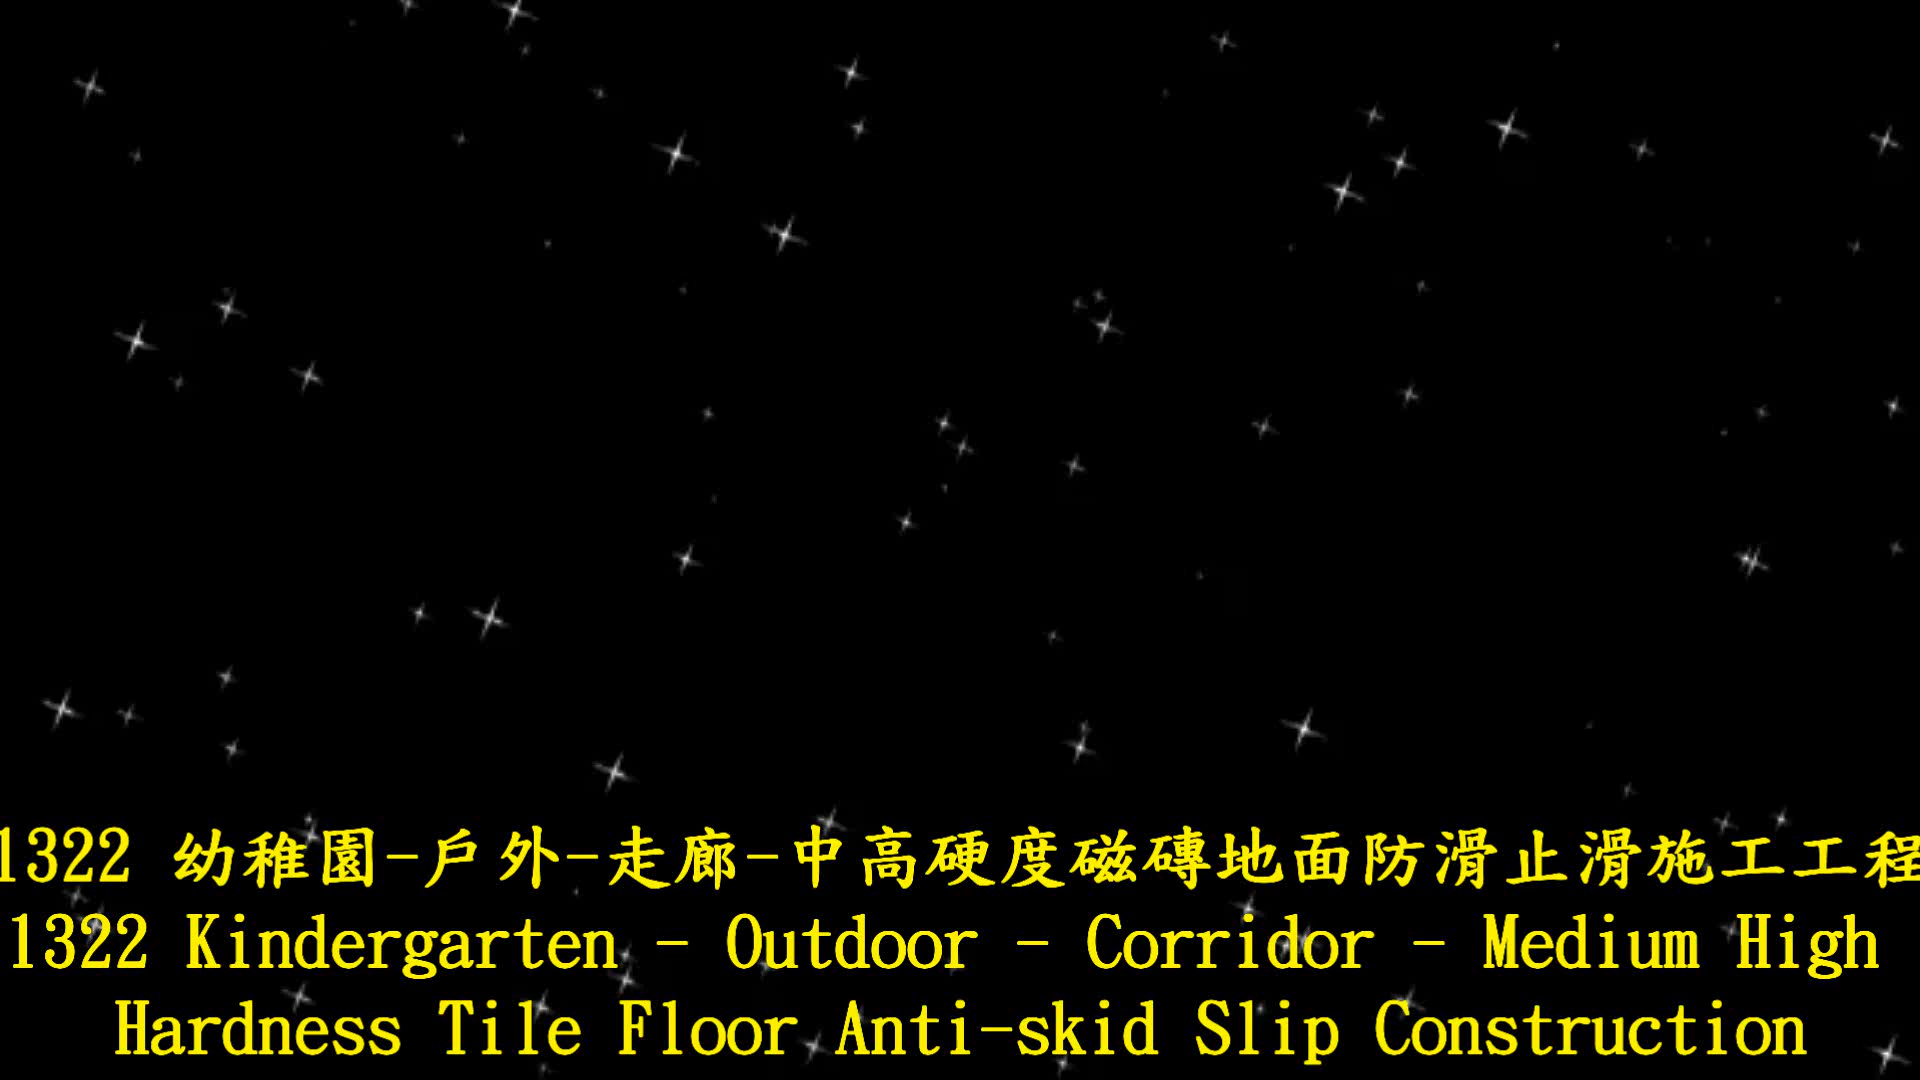 1322 幼稚園-戶外-走廊-中高硬度磁磚地面防滑止滑施工工程
1322 Kindergarten - Outdoor - Corridor - Medium High
Hardness Tile Floor Anti-skid Slip Construction